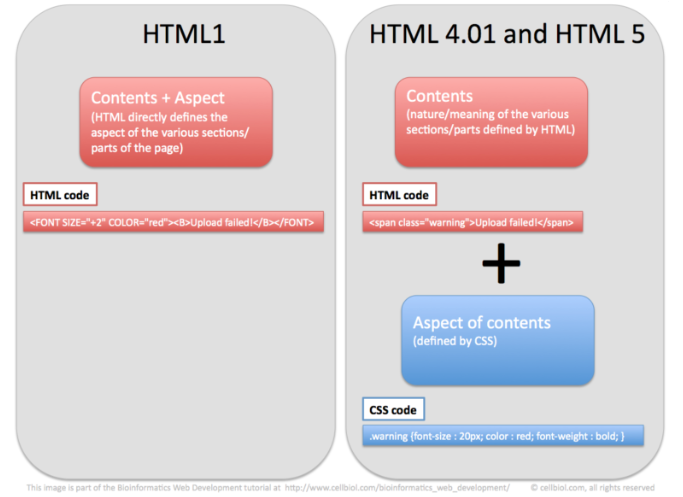 HTML1
Contents + Aspect
(HTML directly defines the
aspect of the various sections/
parts of the page)
HTML code
<FONT SIZE="+2" COLOR="red"><B>Upload failed!</B></FONT>
HTML 4.01 and HTML 5
Contents
(nature/meaning of the various
sections/parts defined by HTML)
HTML code
<span class="warning">Upload failed!</span>
+
Aspect of contents
(defined by CSS)
CSS code
.warning {font-size : 20px; color : red; font-weight : bold; }
This image is part of the Bioinformatics Web Development tutorial at http://www.cellbiol.com/bioinformatics_web_development/ © cellbiol.com, all rights reserved